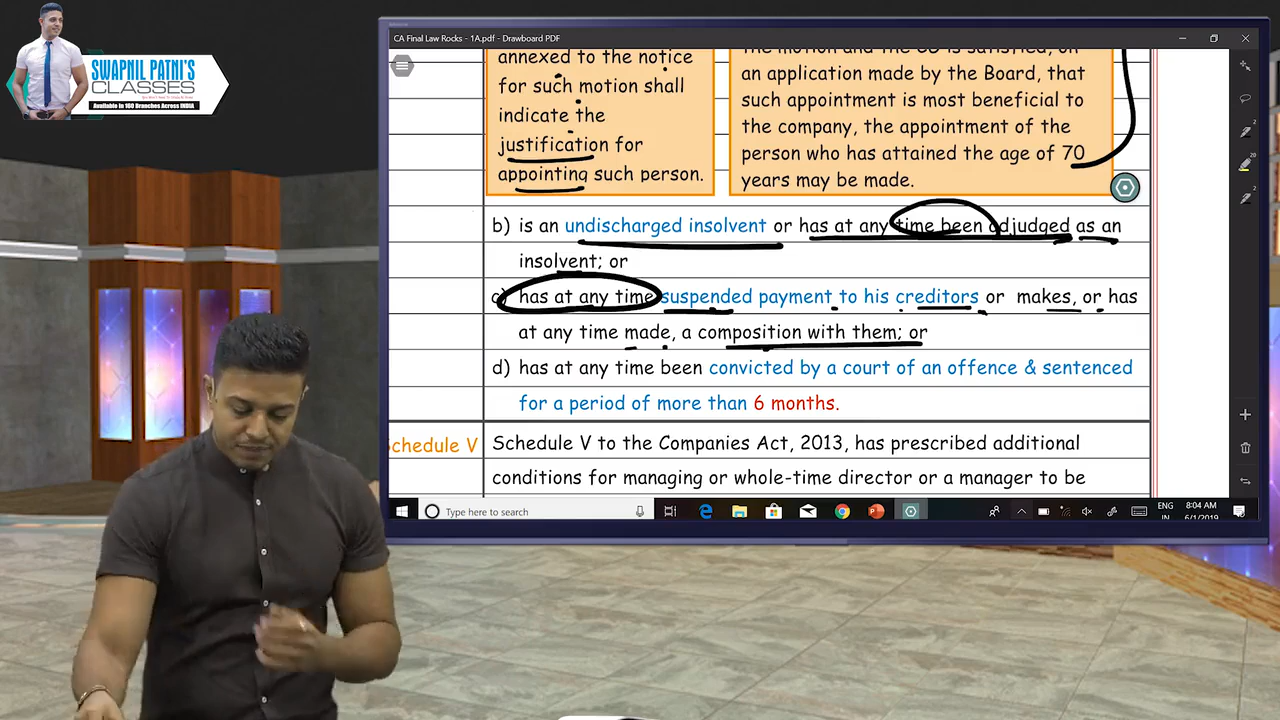 SWAPNIL PATNI'S
CLASSES
Available in 160 Branches Across INDIA
CA Final Law Rocks - 1A.pdf - Drawboard PDF
annexed to the notice
for such motion shall
indicate the
justification for
appointing such person.
an application made by the Board, that
such appointment is most beneficial to
the company, the appointment of the
person who has attained the age of 70
years may be made.
b) is an undischarged insolvent or has at any time been adjudged as an
insolvent; or
c) has at any time suspended payment to his creditors or makes, or has
at any time made, a composition with them; or
d) has at any time been convicted by a court of an offence & sentenced
for a period of more than 6 months.
Schedule V
Schedule V to the Companies Act, 2013, has prescribed additional
conditions for managing or whole-time director or a manager to be
Type here to search
ENG
IN
8:04 AM
6/1/2019